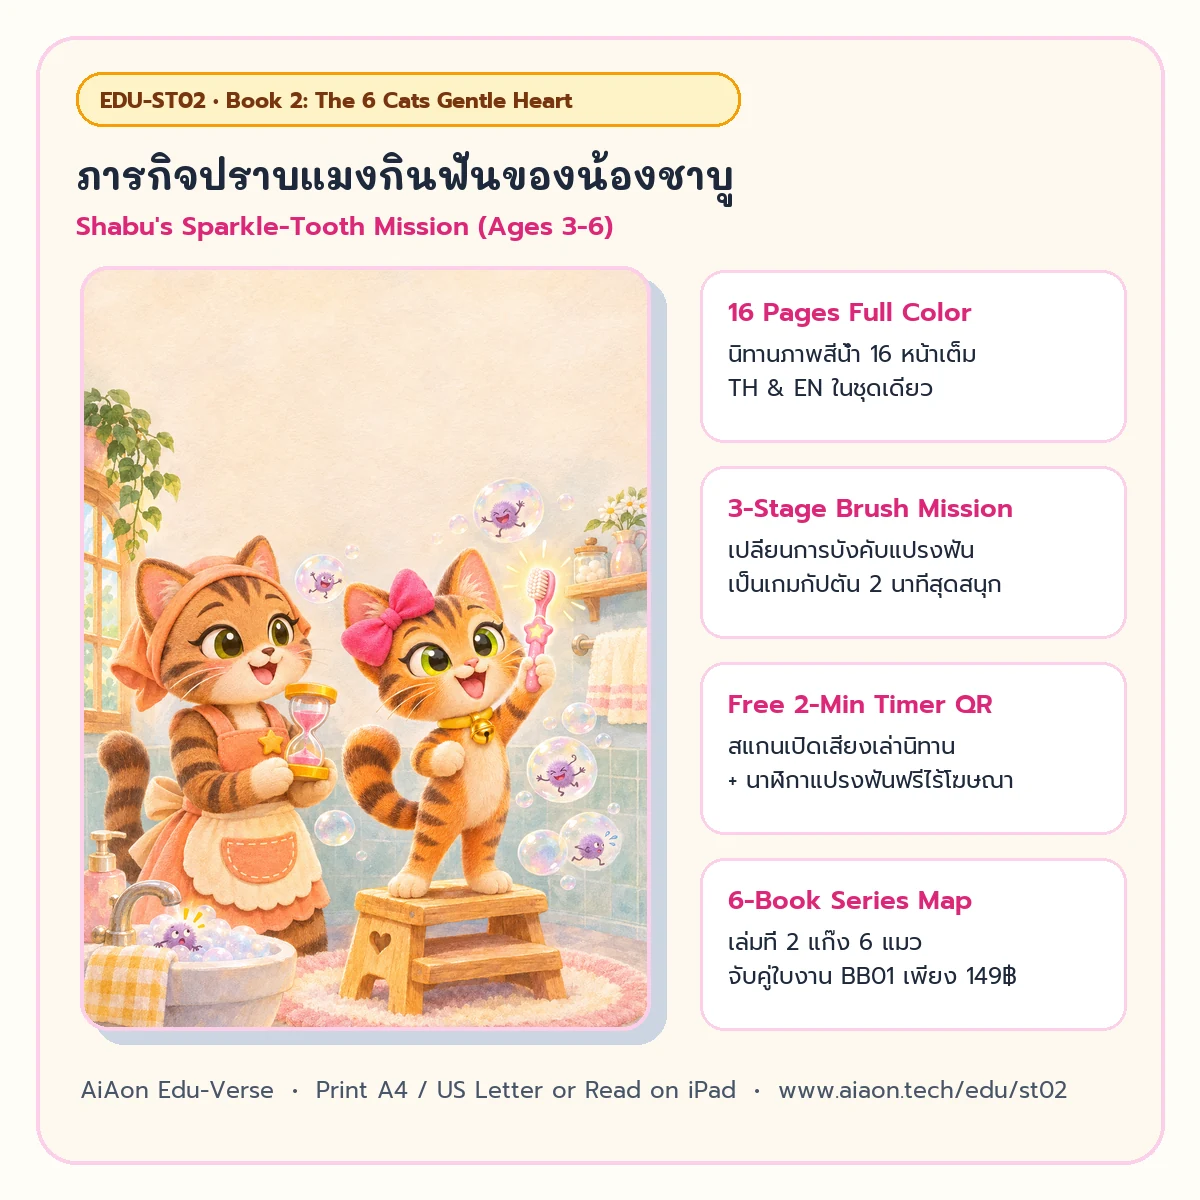 EDU-ST02 • Book 2: The 6 Cats Gentle Heart
ภารกิจปราบแมงกินฟันของน้องชาบู
Shabu's Sparkle-Tooth Mission (Ages 3-6)
16 Pages Full Color
นิทานภาพสีน้ำ 16 หน้าเต็ม
TH & EN ในชุดเดียว
3-Stage Brush Mission
เปลี่ยนการบังคับแปรงฟัน
เป็นเกมกัปตัน 2 นาทีสุดสนุก
Free 2-Min Timer QR
สแกนเปิดเสียงเล่านิทาน
+ นาฬิกาแปรงฟันฟรีไร้โฆษณา
6-Book Series Map
เล่มที่ 2 แก๊ง 6 แมว
จับคู่ใบงาน BB01 เพียง 149฿
AiAon Edu-Verse • Print A4 / US Letter or Read on iPad • www.aiaon.tech/edu/st02